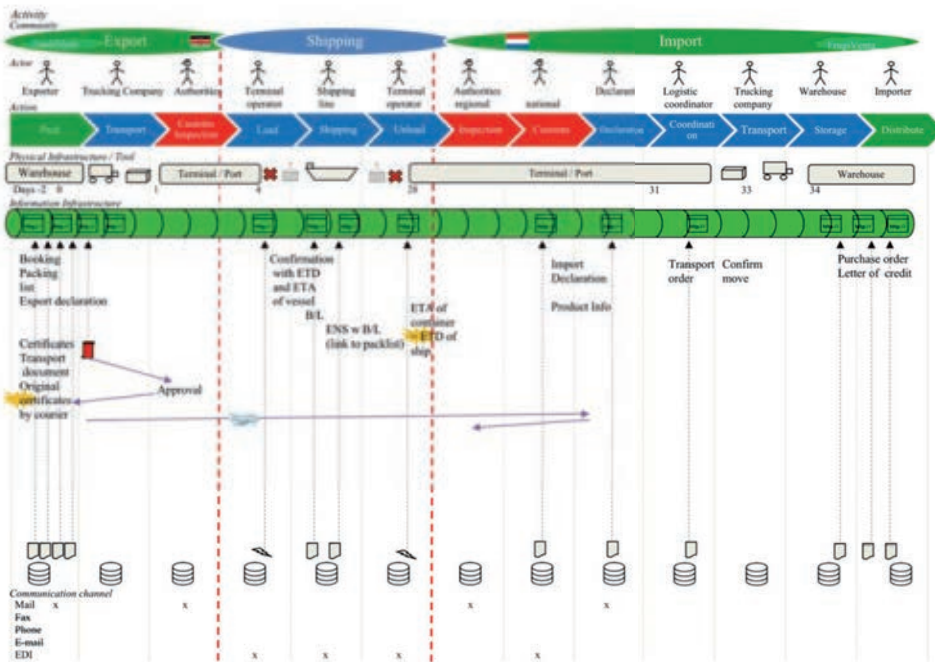 Activity
Community
Export
Shipping
Import
Actor
Exporter
Trucking Company
Authorities
Terminal
operator
Shipping
line
Terminal
operator
Authorities
regional
national
Declarant
Logistic
coordinator
Trucking
company
Warehouse
Importer
Action
Transport
Customs
Inspection
Load
Shipping
Unload
Inspection
Customs
Declaration
Coordinati
on
Transport
Storage
Distribute
Physical Infrastructure / Tool
Warehouse
Terminal / Port
Terminal / Port
Warehouse
Days -2 0 1 4 28 31 33 34
Information Infrastructure
Booking
Packing
list
Export declaration
Confirmation
with ETD
and ETA
of vessel
B/L
ENS w B/L
(link to packlist)
ETA of
container
= ETD of
ship
Import
Declaration
Product Info
Transport
order
Confirm
move
Purchase order
Letter of credit
Certificates
Transport
document
Original
certificates
by courier
Approval
Communication channel
Mail x x x x
Fax
Phone
E-mail
EDI x x x x